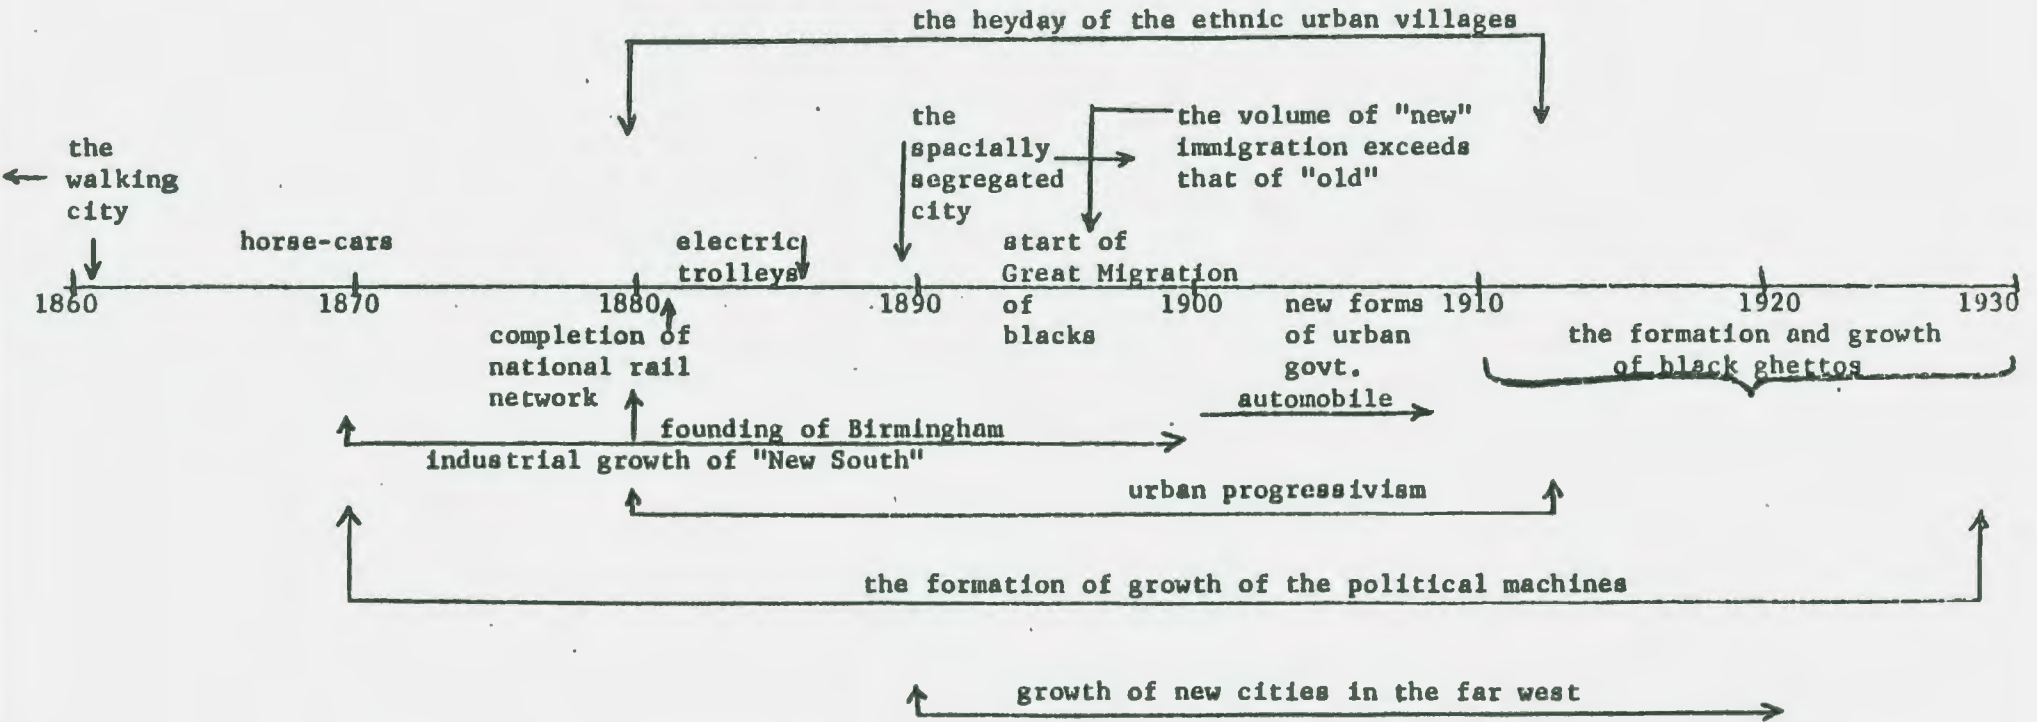 the heyday of the ethnic urban villages
the
walking
city
the
spacially
segregated
city
the volume of "new"
immigration exceeds
that of "old"
horse-cars
electric
trolleys
start of
Great Migration
of
blacks
1860
1870
1880
1890
1900
1910
1920
1930
completion of
national rail
network
new forms
of urban
govt.
automobile
the formation and growth
of black ghettos
founding of Birmingham
industrial growth of "New South"
urban progressivism
the formation of growth of the political machines
growth of new cities in the far west